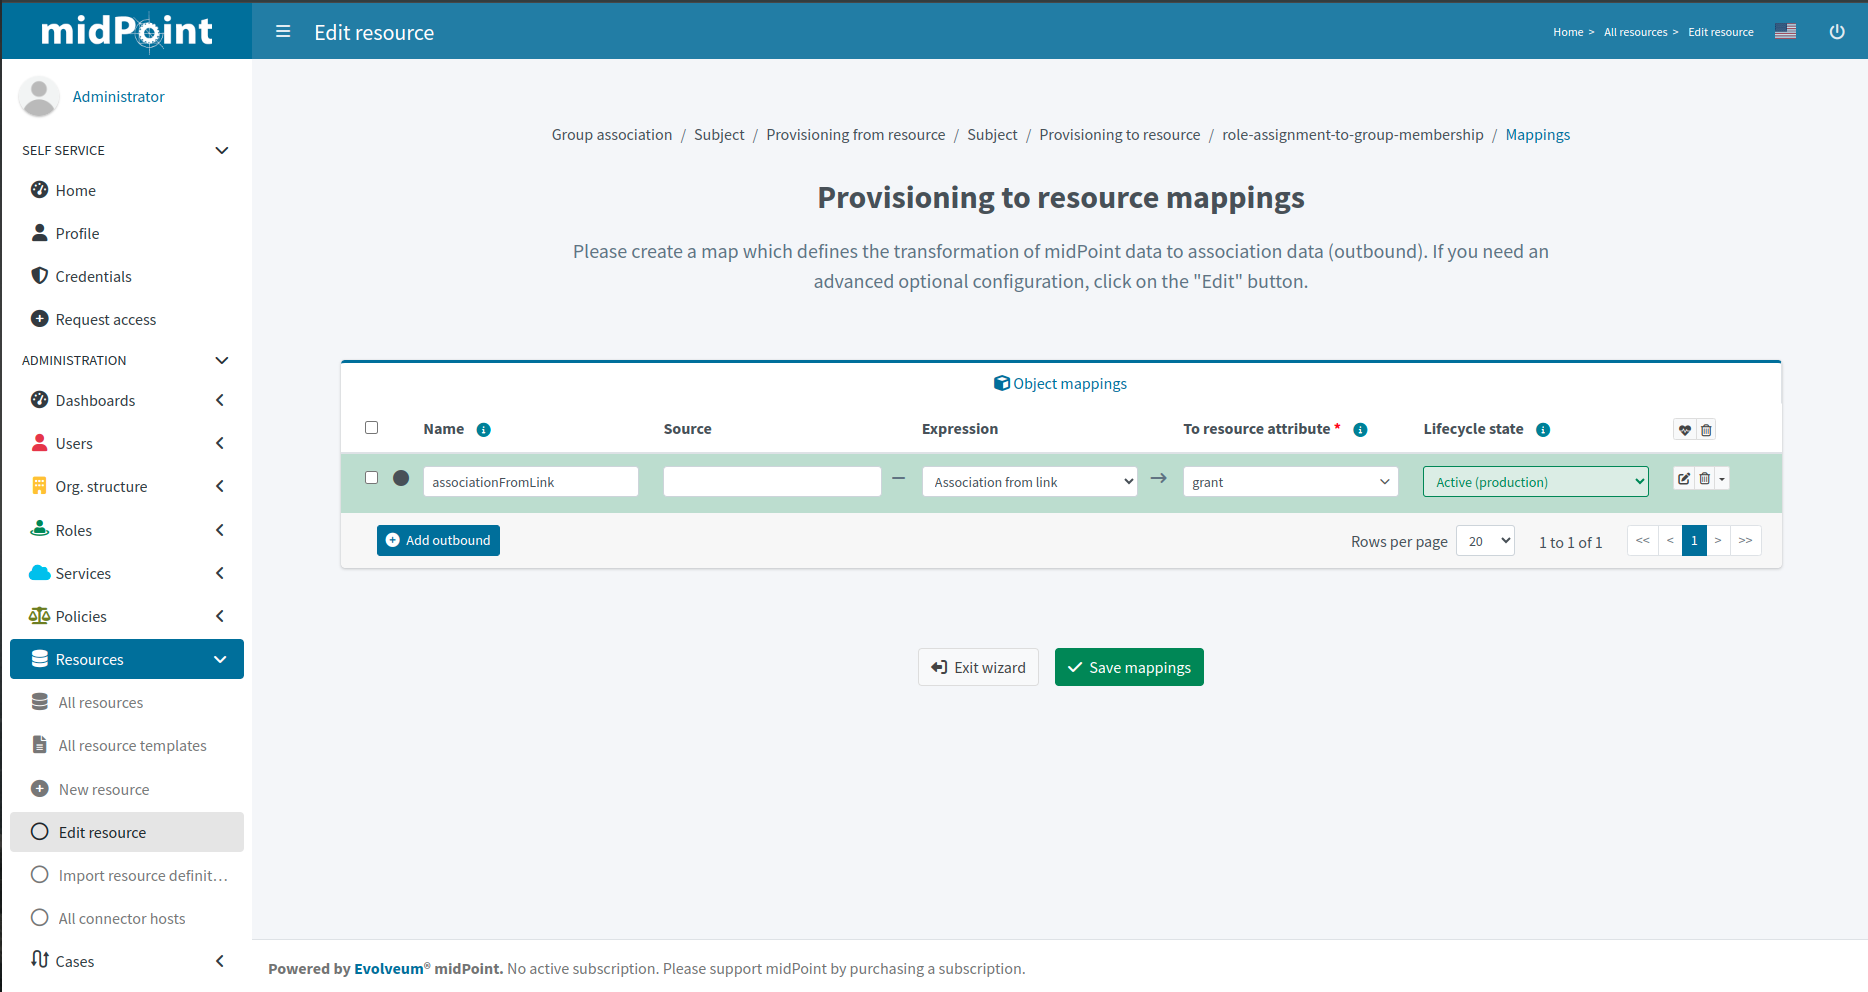 midPoint
Edit resource
Home > All resources > Edit resource
Administrator
SELF SERVICE
Home
Profile
Credentials
Request access
ADMINISTRATION
Dashboards
Users
Org. structure
Roles
Services
Policies
Resources
All resources
All resource templates
New resource
Edit resource
Import resource definit...
All connector hosts
Cases
Group association / Subject / Provisioning from resource / Subject / Provisioning to resource / role-assignment-to-group-membership / Mappings
Provisioning to resource mappings
Please create a map which defines the transformation of midPoint data to association data (outbound). If you need an
advanced optional configuration, click on the "Edit" button.
Object mappings
Name Source Expression To resource attribute * Lifecycle state
associationFromLink Association from link grant Active (production)
Add outbound Rows per page 20 1 to 1 of 1 << < 1 > >>
Exit wizard Save mappings
Powered by Evolveum® midPoint. No active subscription. Please support midPoint by purchasing a subscription.